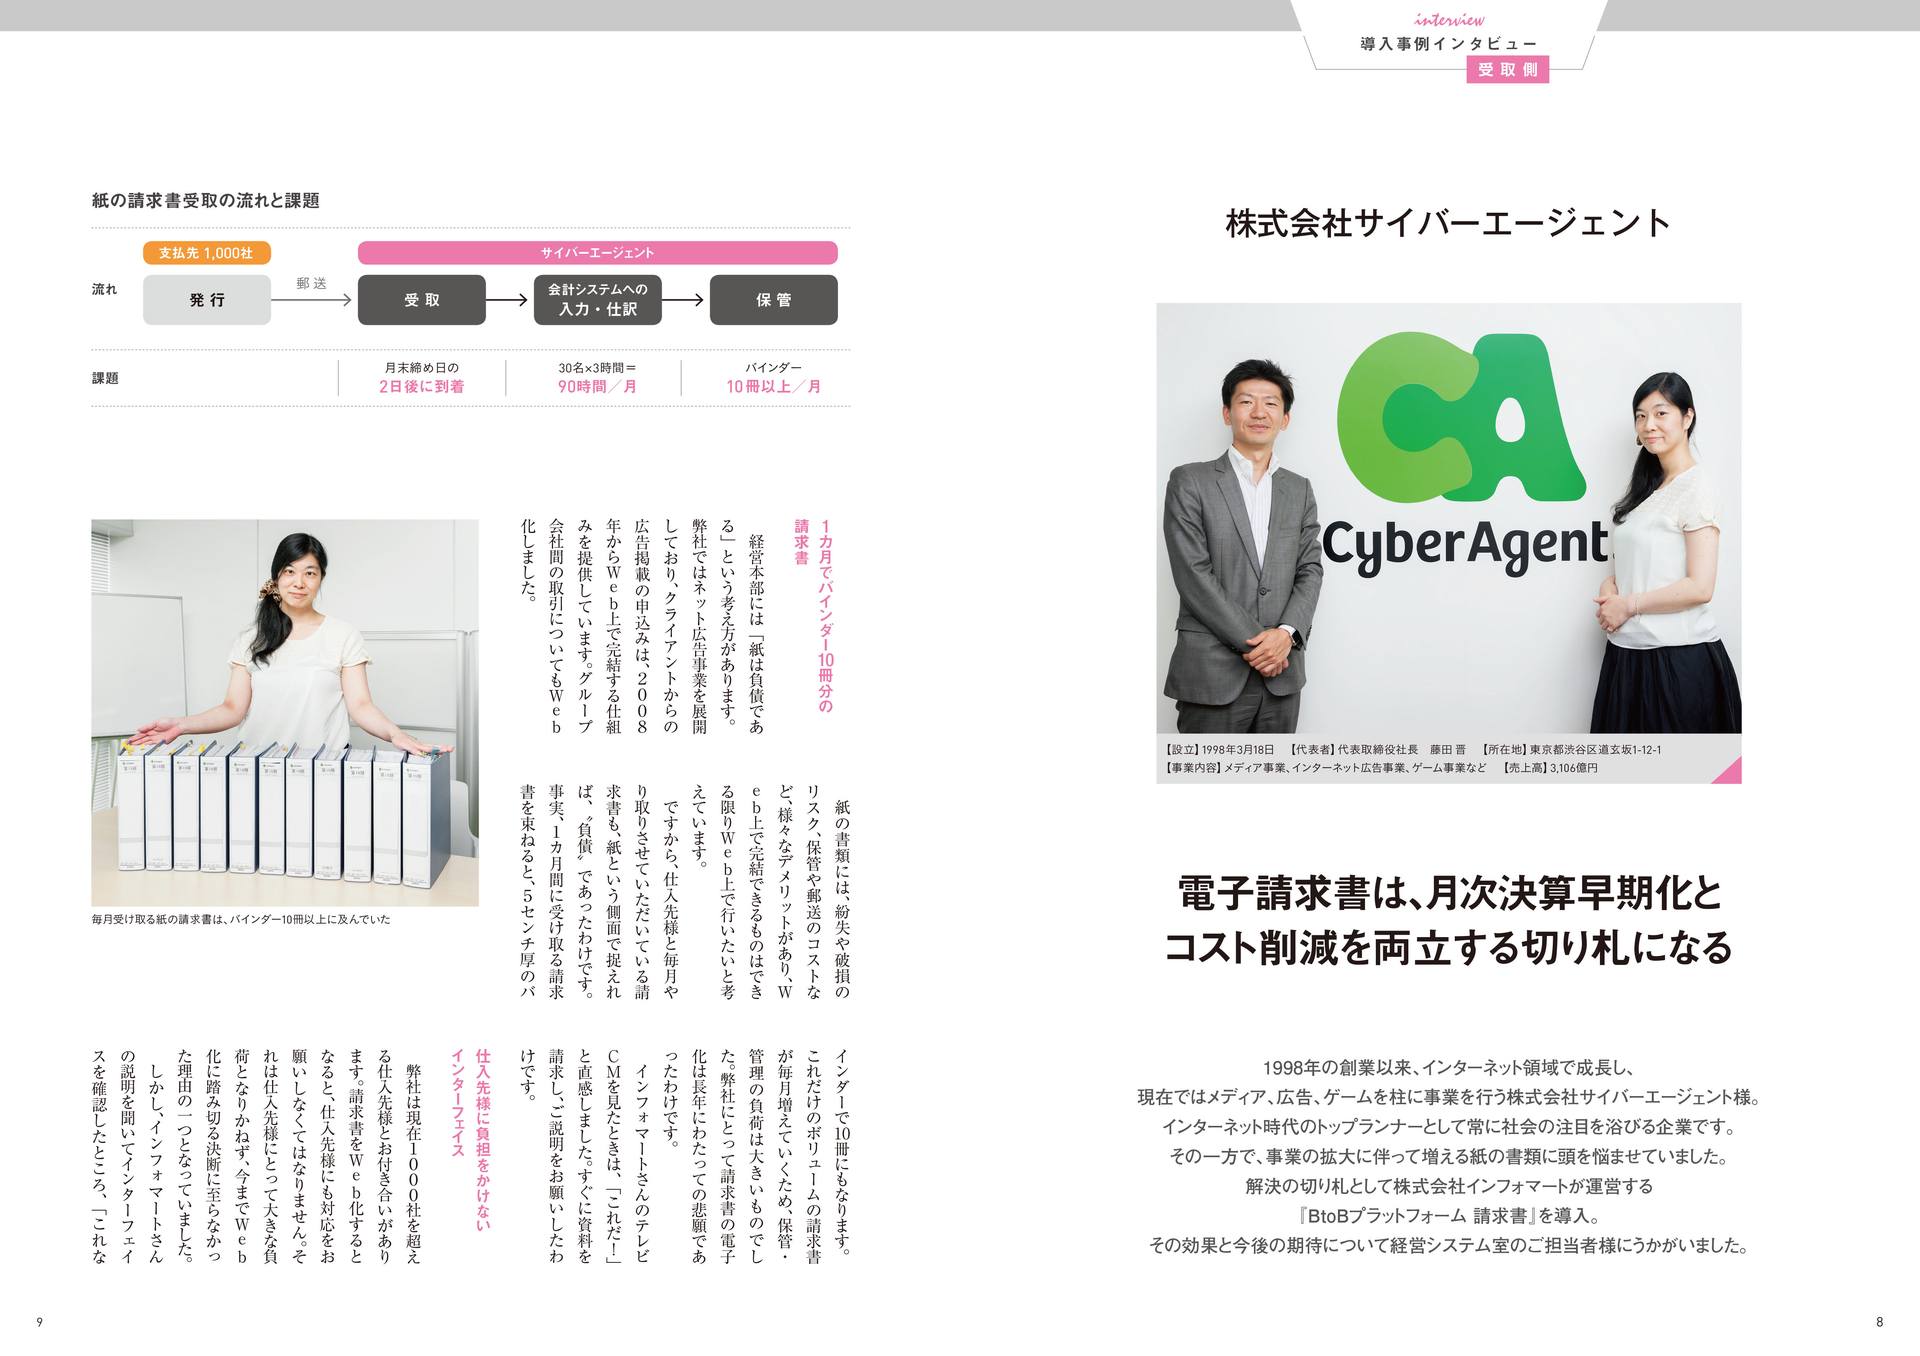 interview
導入事例インタビュー
受取側
株式会社サイバーエージェント
CyberAgent
【設立】1998年3月18日　【代表者】代表取締役社長　藤田 晋　【所在地】東京都渋谷区道玄坂1-12-1
【事業内容】メディア事業、インターネット広告事業、ゲーム事業など　【売上高】3,106億円
電子請求書は、月次決算早期化と
コスト削減を両立する切り札になる
1998年の創業以来、インターネット領域で成長し、
現在ではメディア、広告、ゲームを柱に事業を行う株式会社サイバーエージェント様。
インターネット時代のトップランナーとして常に社会の注目を浴びる企業です。
その一方で、事業の拡大に伴って増える紙の書類に頭を悩ませていました。
解決の切り札として株式会社インフォマートが運営する
『BtoBプラットフォーム 請求書』を導入。
その効果と今後の期待について経営システム室のご担当者様にうかがいました。
8
紙の請求書受取の流れと課題
支払先 1,000社
サイバーエージェント
流れ
発行
郵送
受取
会計システムへの
入力・仕訳
保管
課題
月末締め日の
2日後に到着
30名×3時間＝
90時間／月
バインダー
10冊以上／月
1カ月でバインダー10冊分の
請求書
経営本部には「紙は負債であ
る」という考え方があります。
弊社ではネット広告事業を展開
しており、クライアントからの
広告掲載の申込みは、2008
年からWeb上で完結する仕組
みを提供しています。グループ
会社間の取引についてもWeb
化しました。
紙の書類には、紛失や破損の
リスク、保管や郵送のコストな
ど、様々なデメリットがあり、W
eb上で完結できるものはでき
る限りWeb上で行いたいと考
えています。
ですから、仕入先様と毎月や
り取りさせていただいている請
求書も、紙という側面で捉えれ
ば、〝負債〟であったわけです。
事実、1カ月間に受け取る請求
書を束ねると、5センチ厚のバ
インダーで10冊にもなります。
これだけのボリュームの請求書
が毎月増えていくため、保管・
管理の負荷は大きいものでし
た。弊社にとって請求書の電子
化は長年にわたっての悲願であ
ったわけです。
インフォマートさんのテレビ
CMを見たときは、「これだ！」
と直感しました。すぐに資料を
請求し、ご説明をお願いしたわ
けです。
仕入先様に負担をかけない
インターフェイス
弊社は現在1000社を超え
る仕入先様とお付き合いがあり
ます。請求書をWeb化すると
なると、仕入先様にも対応をお
願いしなくてはなりません。そ
れは仕入先様にとって大きな負
荷となりかねず、今までWeb
化に踏み切る決断に至らなかっ
た理由の一つとなっていました。
しかし、インフォマートさん
の説明を聞いてインターフェイ
スを確認したところ、「これな
毎月受け取る紙の請求書は、バインダー10冊以上に及んでいた
9